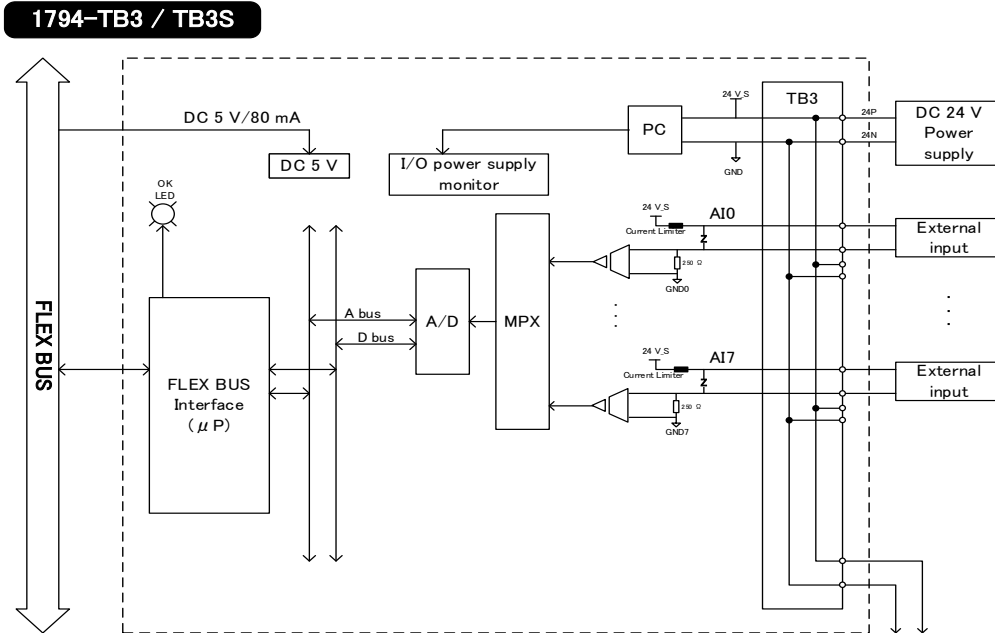 1794-TB3 / TB3S
FLEX BUS
DC 5 V/80 mA
DC 5 V
OK
LED
I/O power supply
monitor
PC
24 V_S
GND
TB3
24P
24N
DC 24 V
Power
supply
24 V_S
Current Limiter
AI0
Z
250 Ω
GND0
External
input
FLEX BUS
Interface
(μP)
A bus
D bus
A/D
MPX
24 V_S
Current Limiter
AI7
Z
250 Ω
GND7
External
input